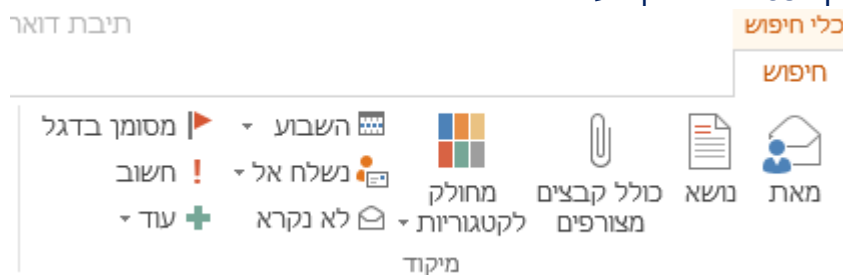 תיבת דואר
כלי חיפוש
חיפוש
מאת
נושא
כולל קבצים
מצורפים
מחולק
לקטגוריות
השבוע
נשלח אל
לא נקרא
מסומן בדגל
חשוב
עוד
מיקוד